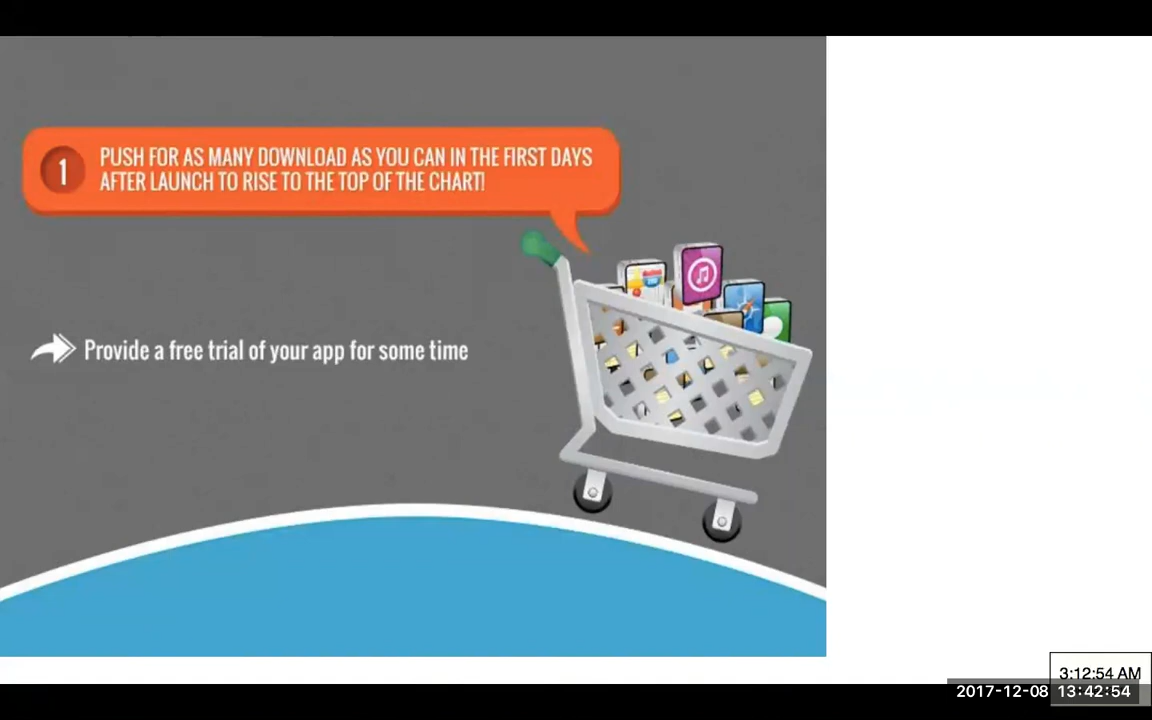 1
PUSH FOR AS MANY DOWNLOAD AS YOU CAN IN THE FIRST DAYS
AFTER LAUNCH TO RISE TO THE TOP OF THE CHART!
Provide a free trial of your app for some time
3:12:54 AM
2017-12-08 13:42:54